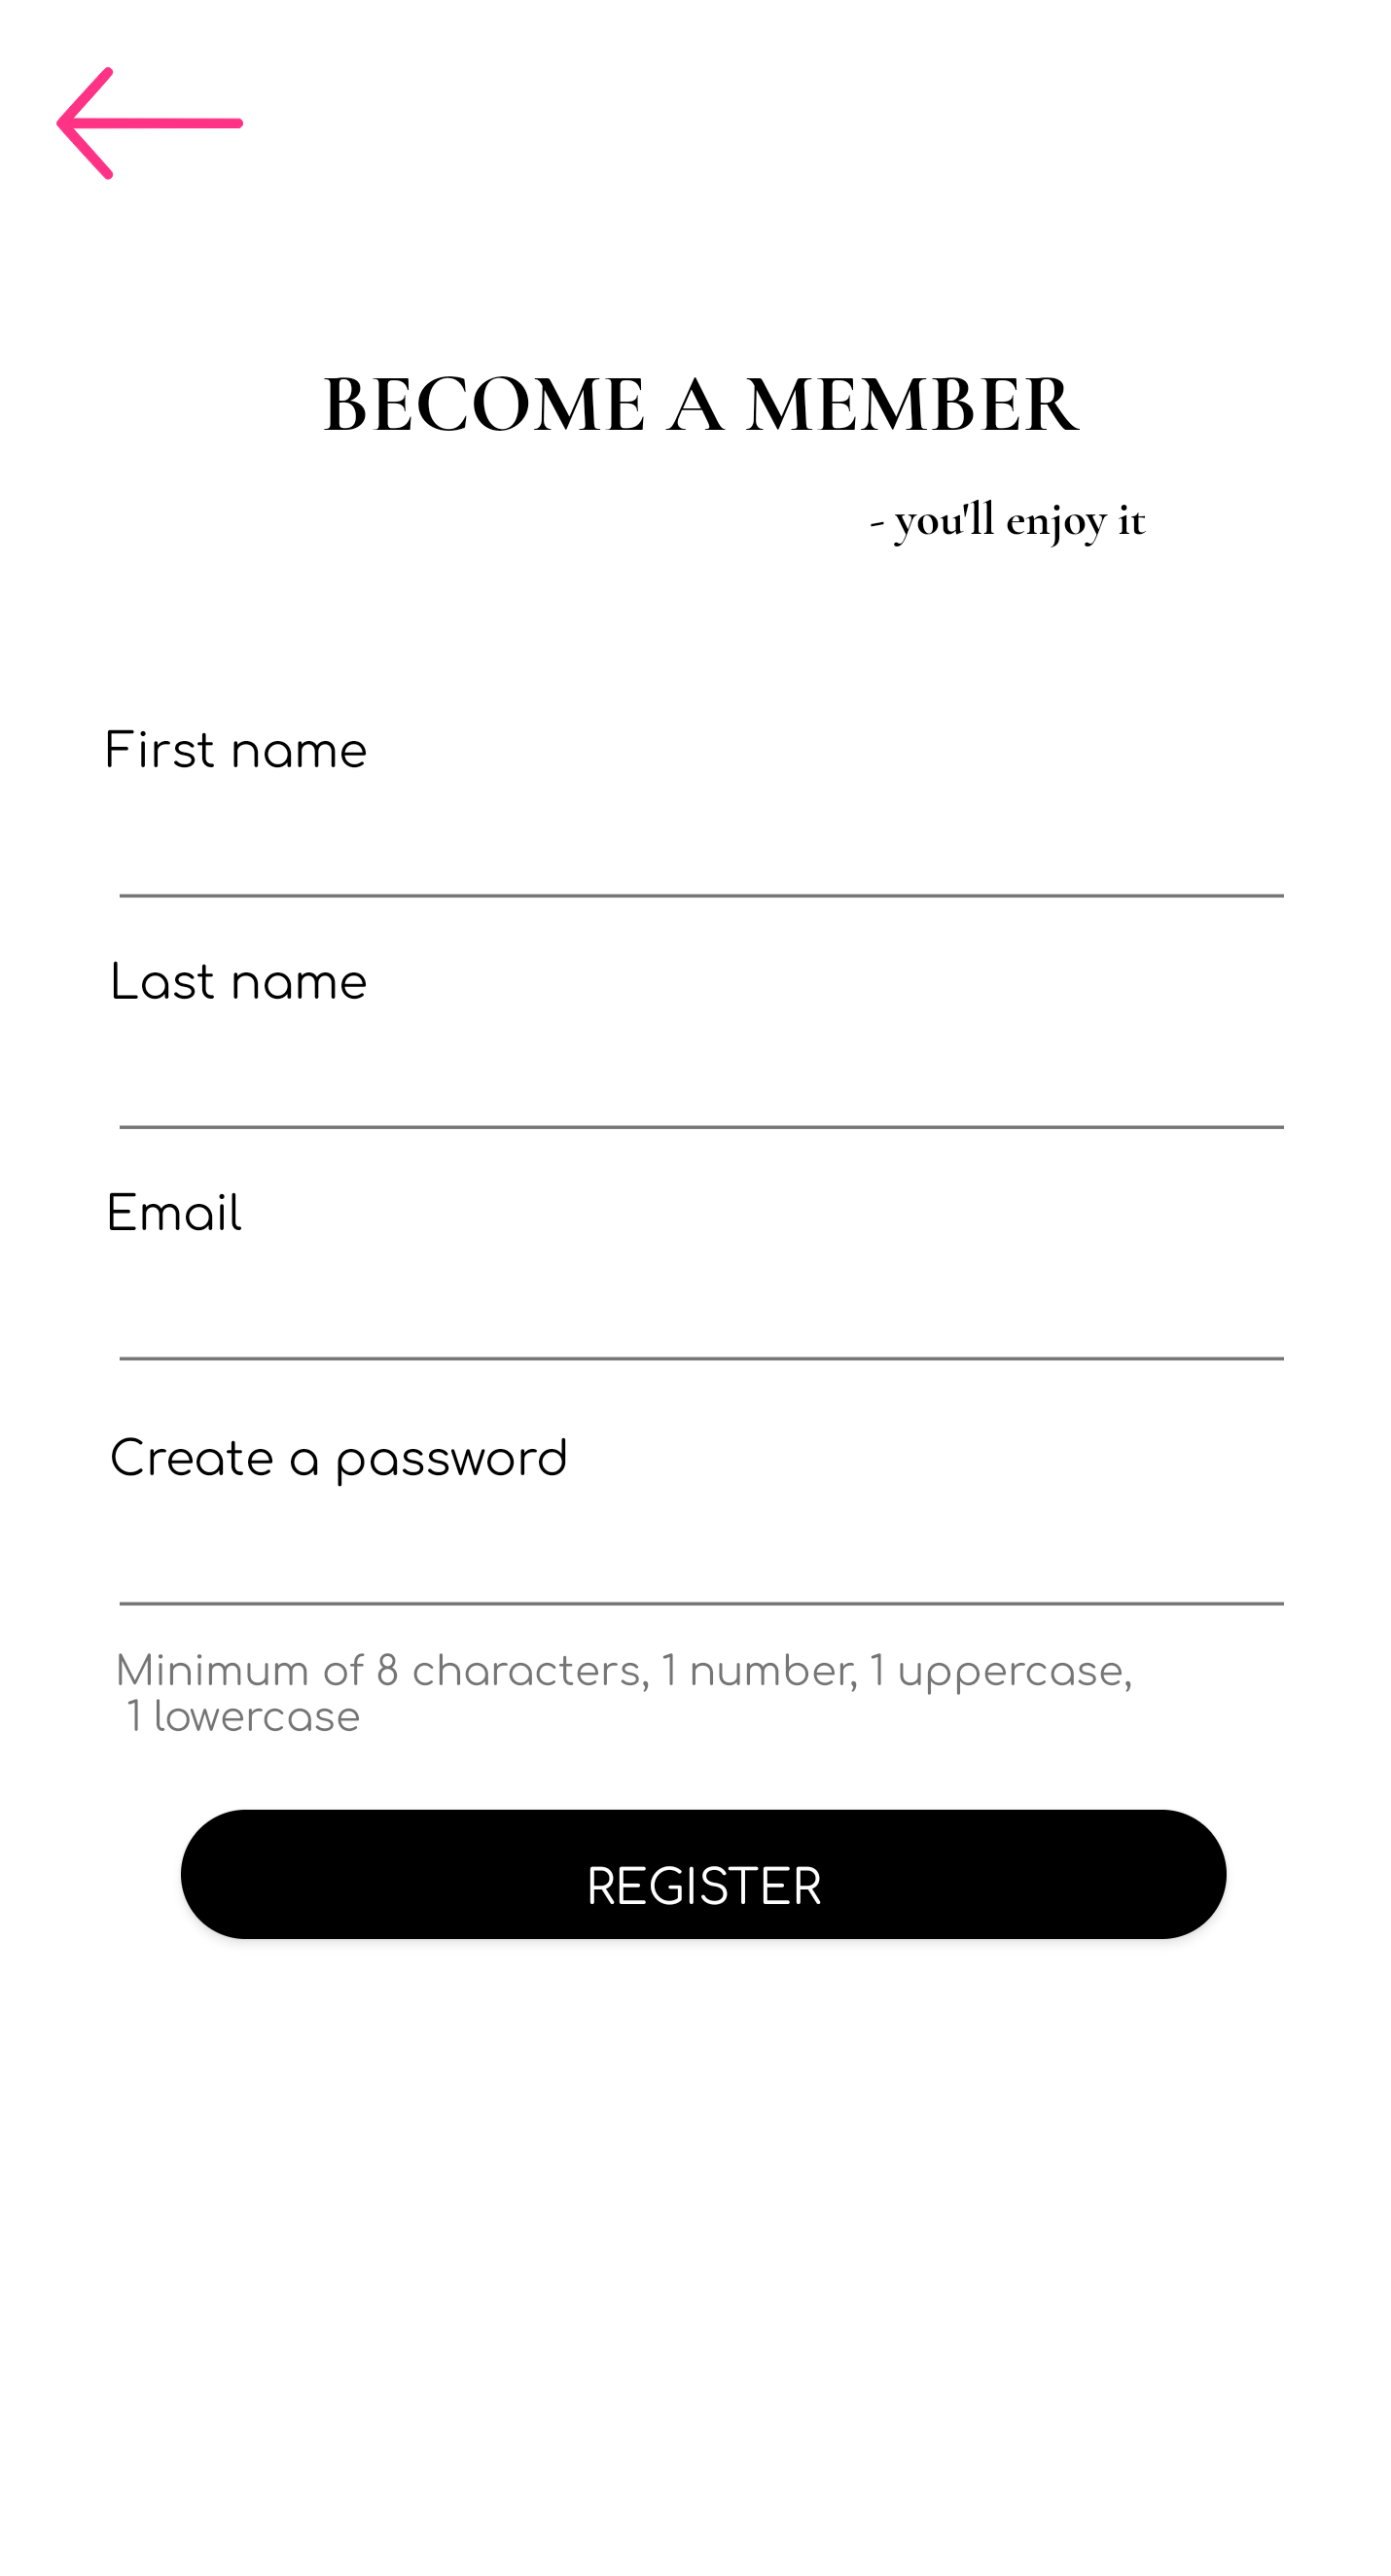 BECOME A MEMBER
- you'll enjoy it
First name
Last name
Email
Create a password
Minimum of 8 characters, 1 number, 1 uppercase,
1 lowercase
REGISTER